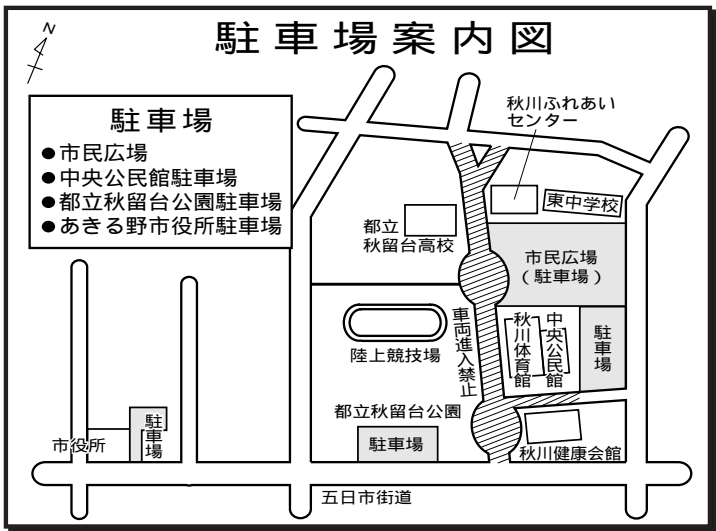 駐車場案内図
N
駐車場
●市民広場
●中央公民館駐車場
●都立秋留台公園駐車場
●あきる野市役所駐車場
秋川ふれあい
センター
東中学校
都立
秋留台高校
市民広場
(駐車場)
車両進入禁止
秋川体育館
中央公民館
駐車場
陸上競技場
都立秋留台公園
駐車場
駐車場
市役所
秋川健康会館
五日市街道